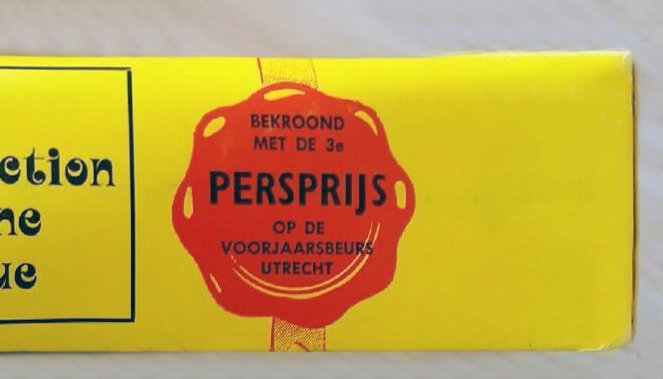 ction
ne
ue
BEKROOND
MET DE 3e
PERSPRIJS
OP DE
VOORJAARSBEURS
UTRECHT